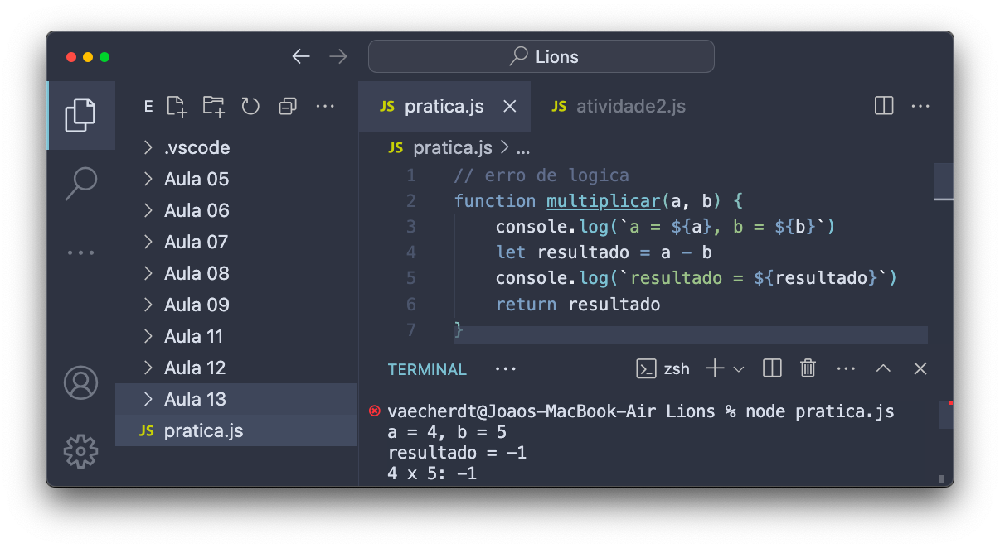 Lions
E
JS pratica.js
JS atividade2.js
JS pratica.js > ...
.vscode
Aula 05
Aula 06
Aula 07
Aula 08
Aula 09
Aula 11
Aula 12
Aula 13
JS pratica.js
1 // erro de logica
2 function multiplicar(a, b) {
3 console.log(`a = ${a}, b = ${b}`)
4 let resultado = a - b
5 console.log(`resultado = ${resultado}`)
6 return resultado
7 }
TERMINAL
zsh
vaecherdt@Joaos-MacBook-Air Lions % node pratica.js
a = 4, b = 5
resultado = -1
4 x 5: -1